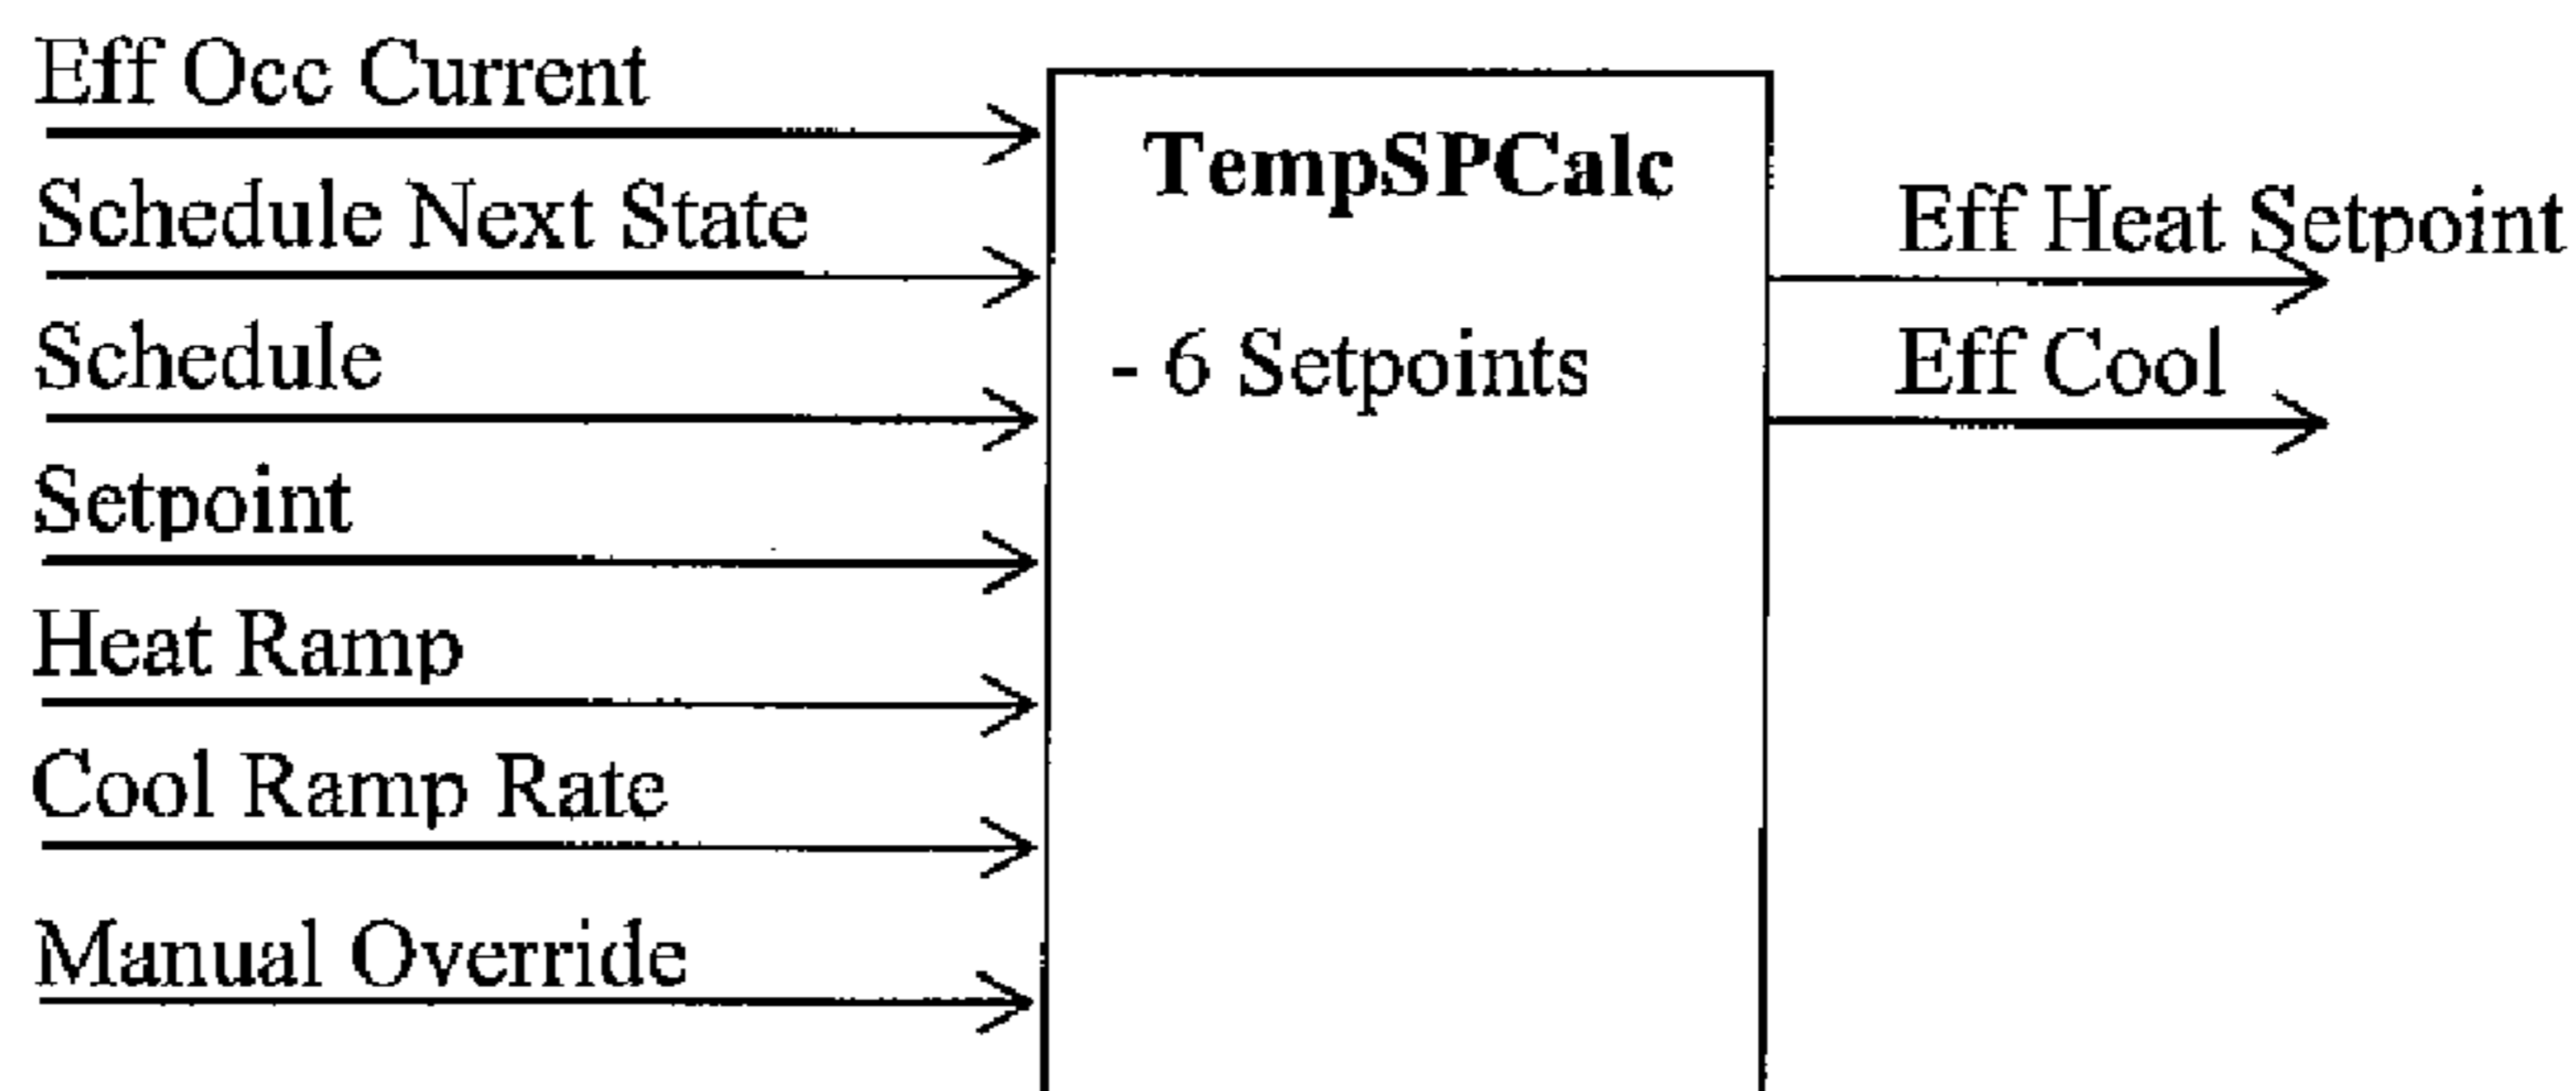 Eff Occ Current
Schedule Next State
Schedule
Setpoint
Heat Ramp
Cool Ramp Rate
Manual Override
TempSPCalc
- 6 Setpoints
Eff Heat Setpoint
Eff Cool